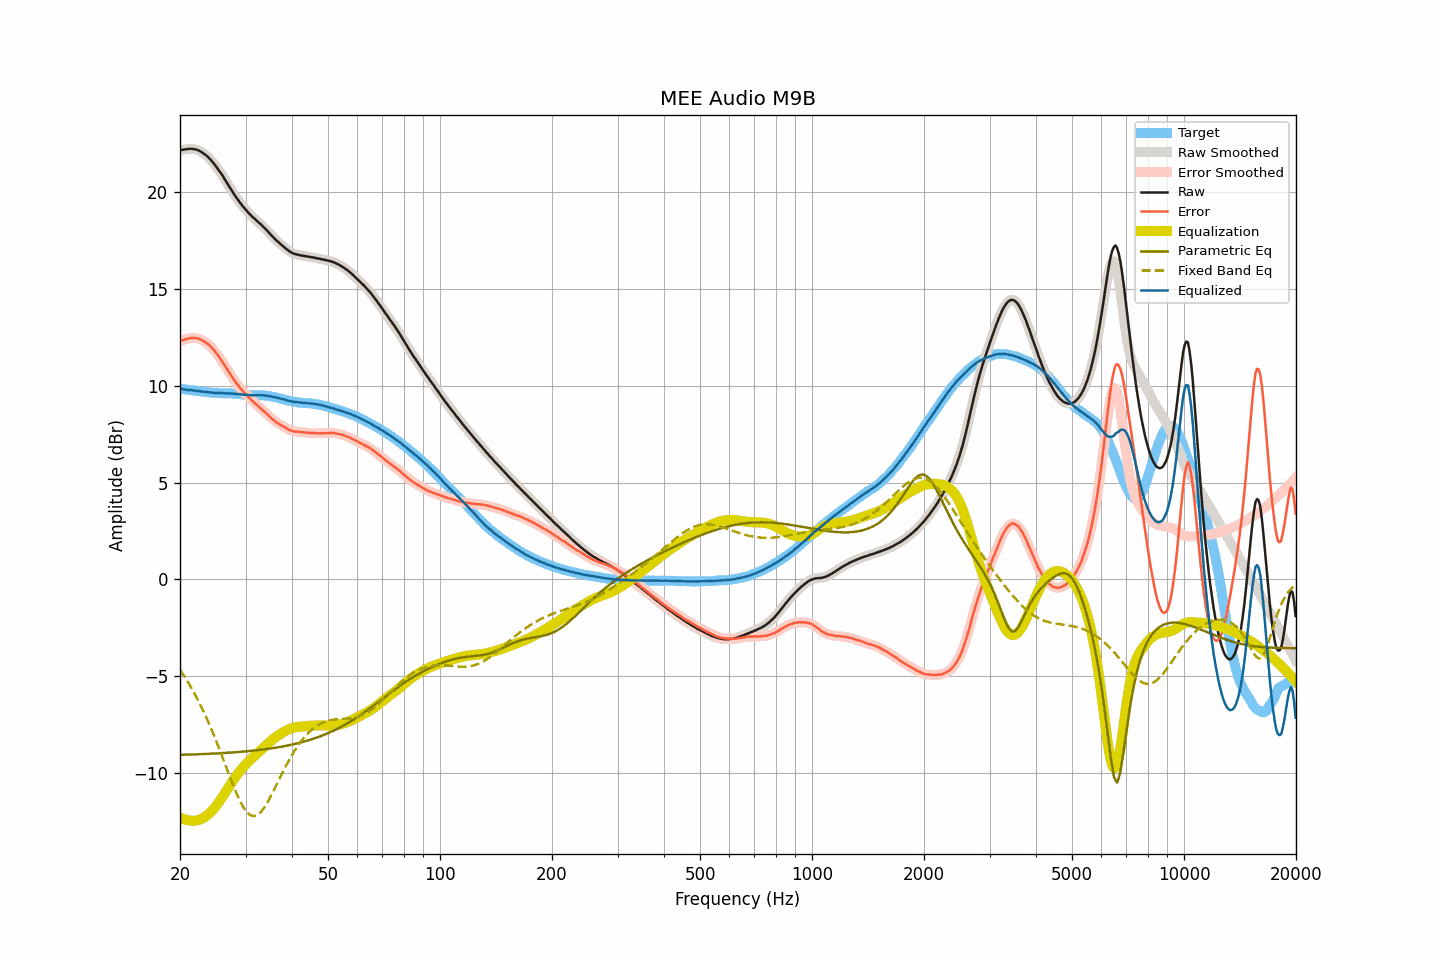 MEE Audio M9B
Target
Raw Smoothed
Error Smoothed
Raw
Error
Equalization
Parametric Eq
Fixed Band Eq
Equalized
Amplitude (dBr)
20
15
10
5
0
−5
−10
20 50 100 200 500 1000 2000 5000 10000 20000
Frequency (Hz)